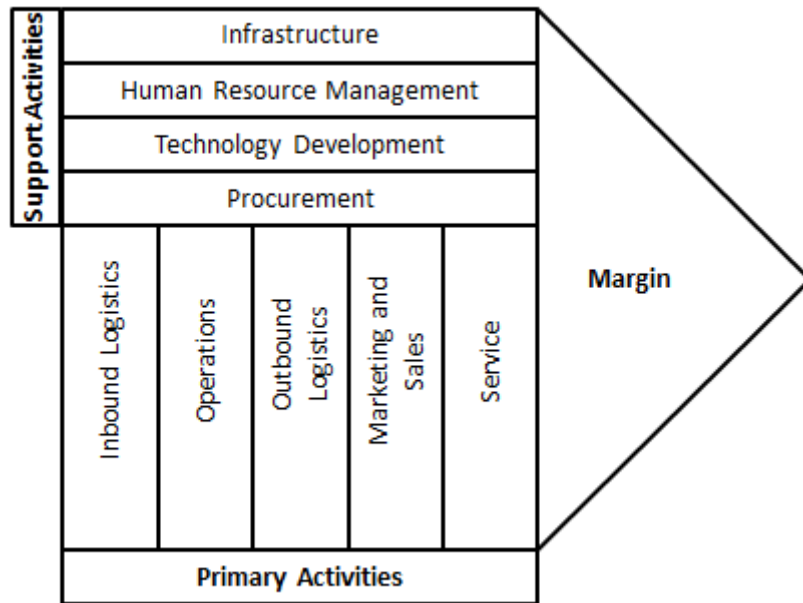 Support Activities
Infrastructure
Human Resource Management
Technology Development
Procurement
Inbound Logistics
Operations
Outbound
Logistics
Marketing and
Sales
Service
Margin
Primary Activities